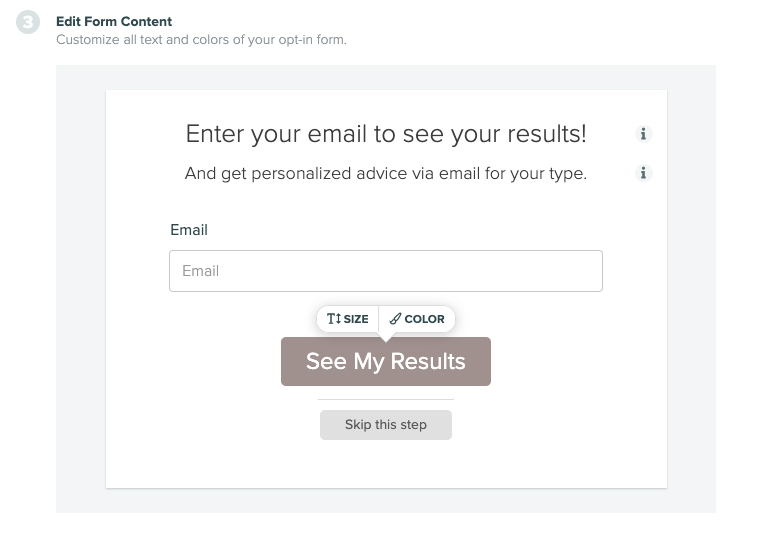 3
Edit Form Content
Customize all text and colors of your opt-in form.
Enter your email to see your results!
i
And get personalized advice via email for your type.
i
Email
Email
SIZE
COLOR
See My Results
Skip this step